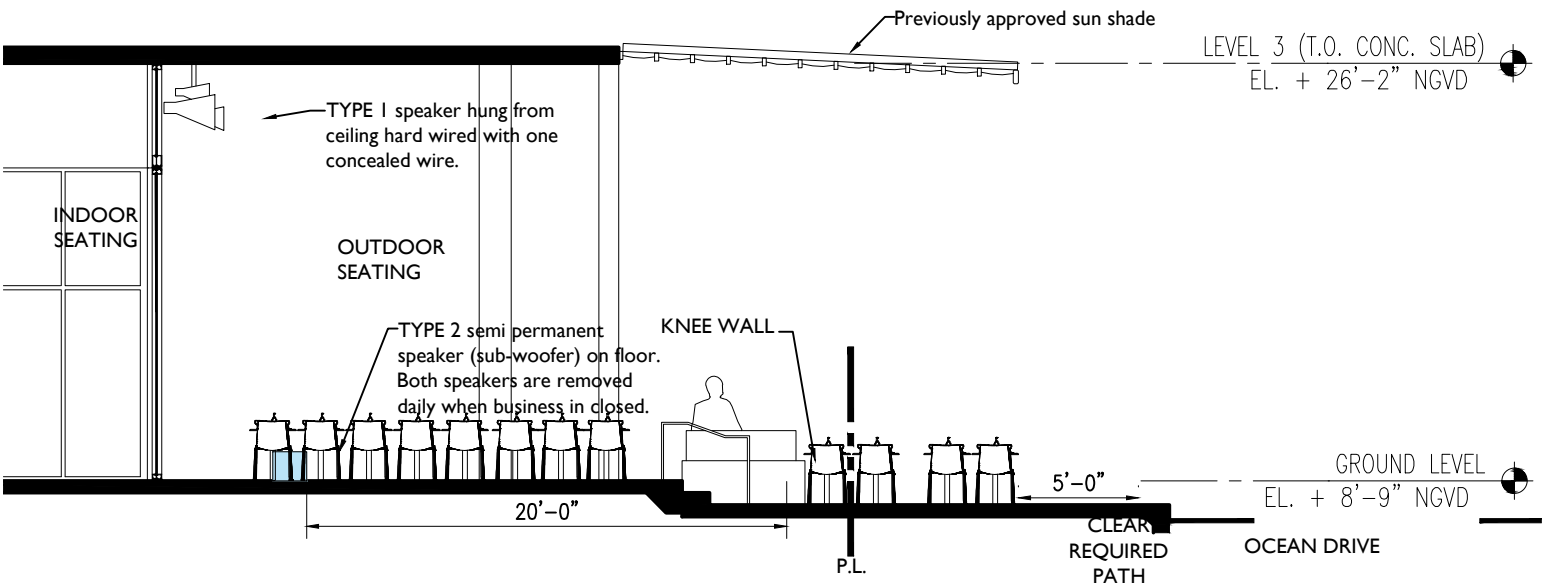 Previously approved sun shade
LEVEL 3 (T.O. CONC. SLAB)
EL. + 26'-2" NGVD
TYPE 1 speaker hung from
ceiling hard wired with one
concealed wire.
INDOOR
SEATING
OUTDOOR
SEATING
TYPE 2 semi permanent
speaker (sub-woofer) on floor.
Both speakers are removed
daily when business in closed.
KNEE WALL
GROUND LEVEL
EL. + 8'-9" NGVD
5'-0"
20'-0"
CLEAR
REQUIRED
PATH
OCEAN DRIVE
P.L.